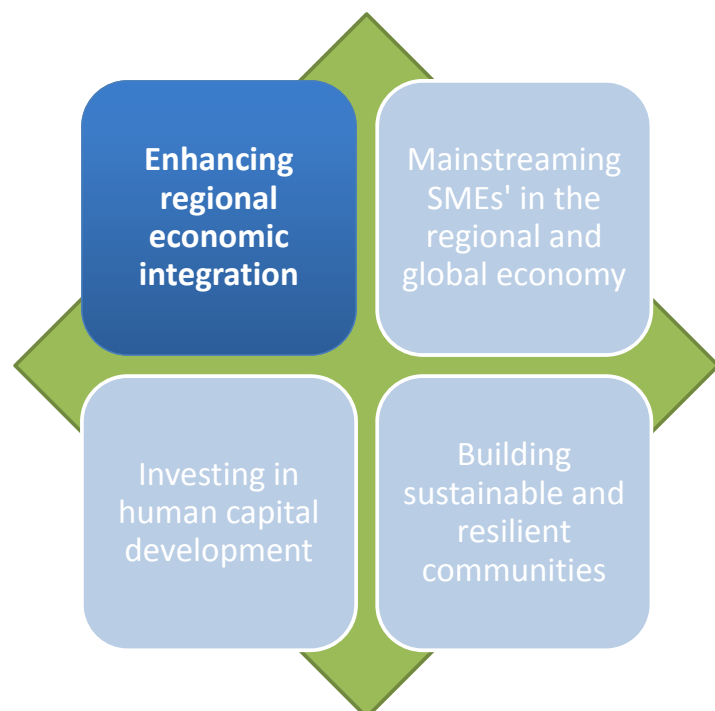 Enhancing
regional
economic
integration
Mainstreaming
SMEs' in the
regional and
global economy
Investing in
human capital
development
Building
sustainable and
resilient
communities